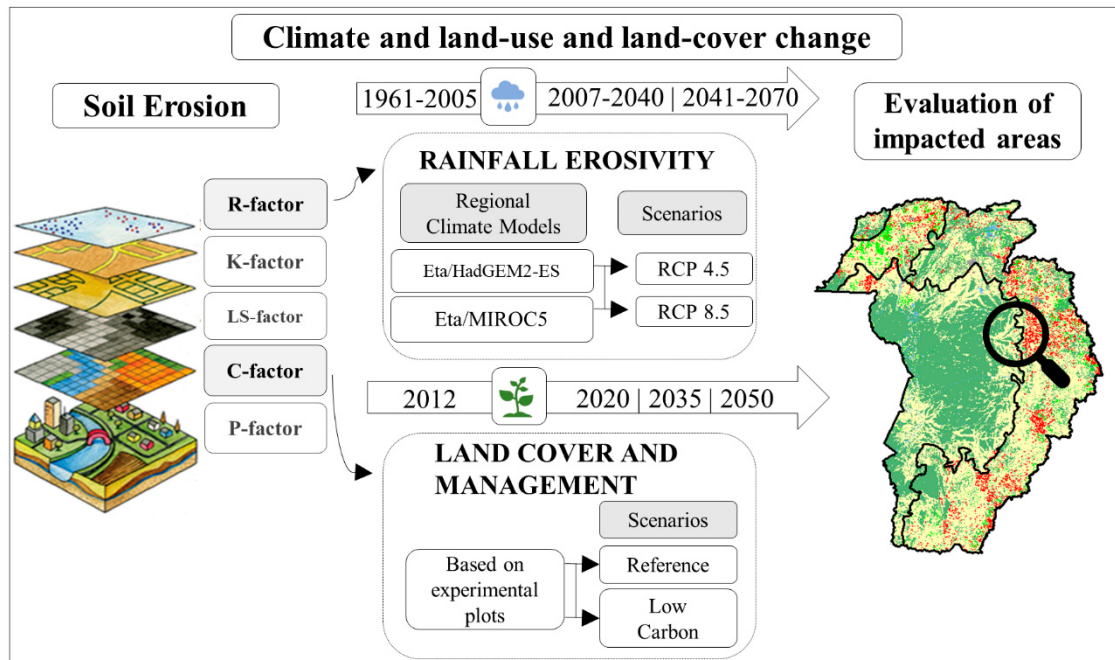 Climate and land-use and land-cover change
Soil Erosion
1961-2005
2007-2040 | 2041-2070
Evaluation of
impacted areas
R-factor
K-factor
LS-factor
C-factor
P-factor
RAINFALL EROSIVITY
Regional
Climate Models
Scenarios
Eta/HadGEM2-ES
RCP 4.5
Eta/MIROC5
RCP 8.5
2012
2020 | 2035 | 2050
LAND COVER AND
MANAGEMENT
Scenarios
Based on
experimental
plots
Reference
Low
Carbon